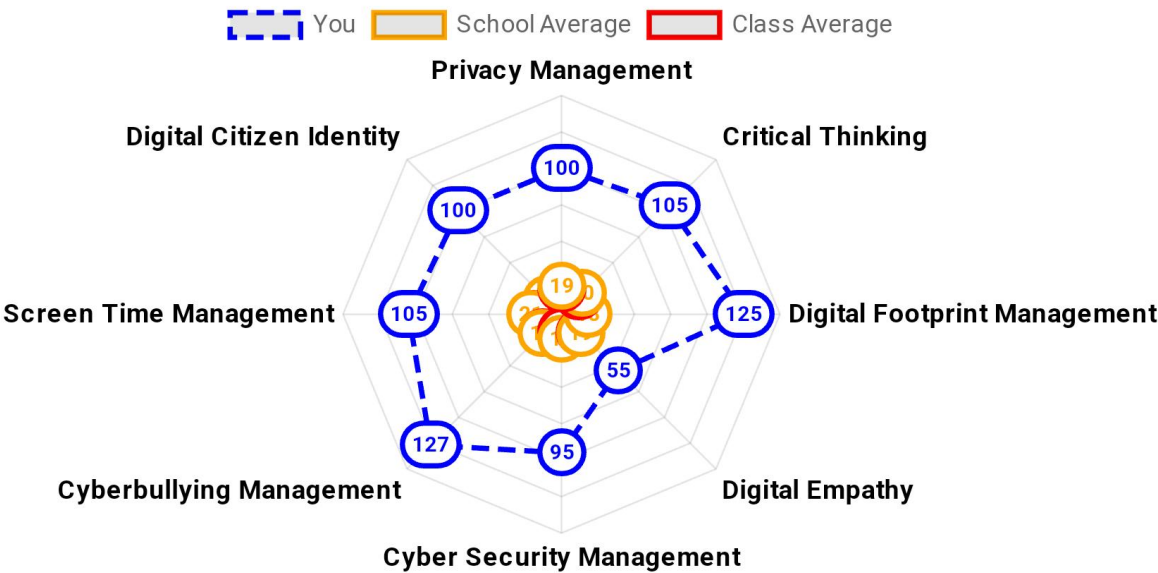 You School Average Class Average
Privacy Management
Digital Citizen Identity Critical Thinking
100
100 105
19
Screen Time Management 105 125 Digital Footprint Management
55
127 95
Cyberbullying Management Digital Empathy
Cyber Security Management